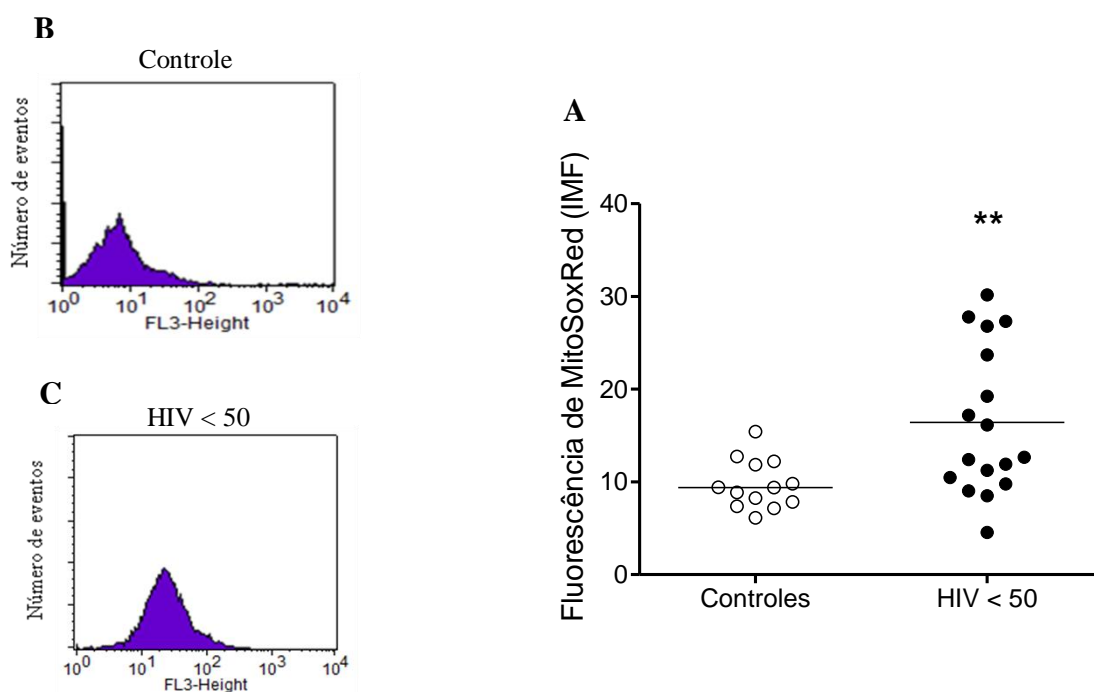 B
Controle
Número de eventos
10^0 10^1 10^2 10^3 10^4
FL3-Height
C
HIV < 50
Número de eventos
10^0 10^1 10^2 10^3 10^4
FL3-Height
A
Fluorescência de MitoSoxRed (IMF)
40
30
20
10
0
**
Controles HIV < 50